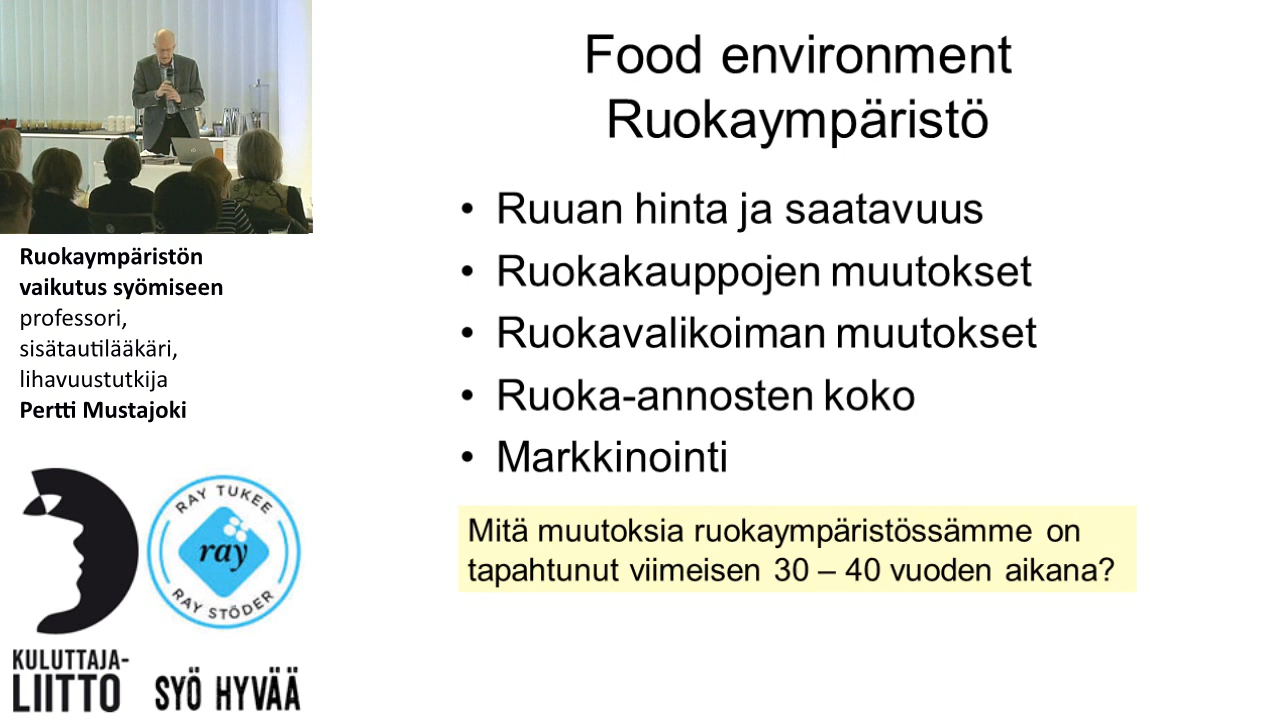 Food environment
Ruokaympäristö
• Ruuan hinta ja saatavuus
• Ruokakauppojen muutokset
• Ruokavalikoiman muutokset
• Ruoka-annosten koko
• Markkinointi
Mitä muutoksia ruokaympäristössämme on
tapahtunut viimeisen 30 – 40 vuoden aikana?
Ruokaympäristön
vaikutus syömiseen
professori,
sisätautilääkäri,
lihavuustutkija
Pertti Mustajoki
RAY TUKEE
ray
RAY STÖDER
KULUTTAJA-
LIITTO
SYÖ HYVÄÄ